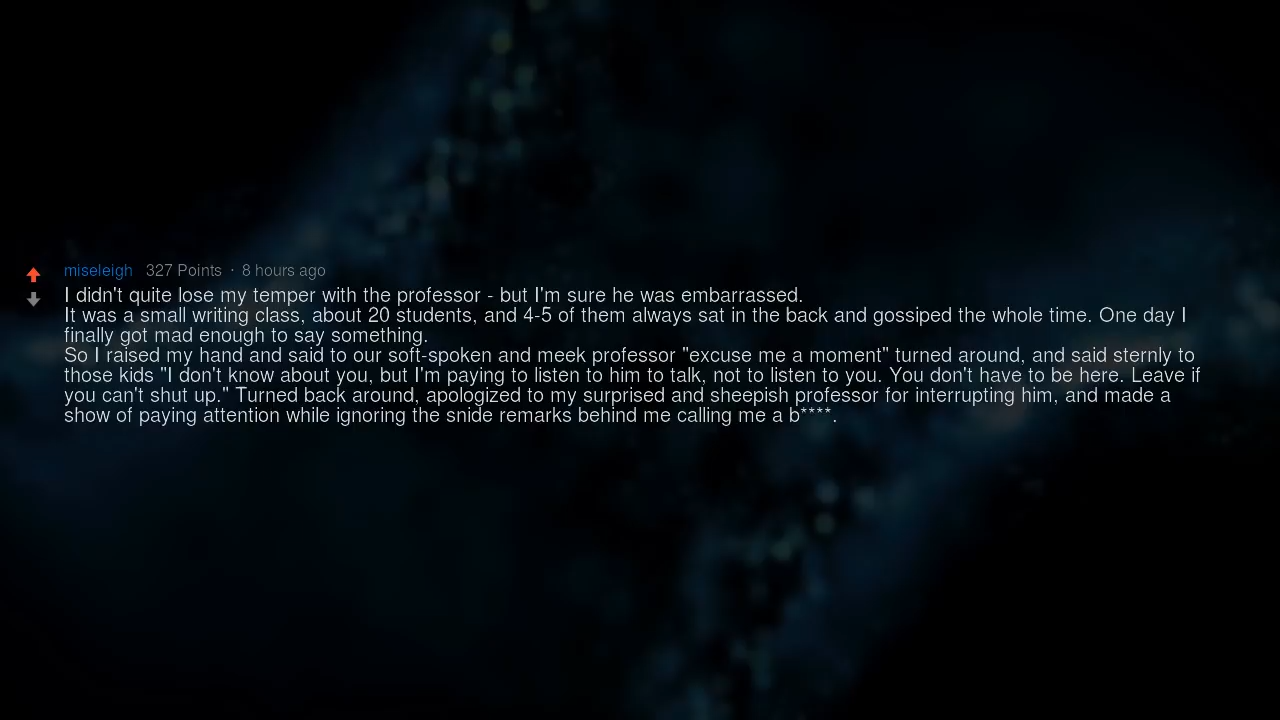 miseleigh 327 Points · 8 hours ago
I didn't quite lose my temper with the professor - but I'm sure he was embarrassed.
It was a small writing class, about 20 students, and 4-5 of them always sat in the back and gossiped the whole time. One day I
finally got mad enough to say something.
So I raised my hand and said to our soft-spoken and meek professor "excuse me a moment" turned around, and said sternly to
those kids "I don't know about you, but I'm paying to listen to him to talk, not to listen to you. You don't have to be here. Leave if
you can't shut up." Turned back around, apologized to my surprised and sheepish professor for interrupting him, and made a
show of paying attention while ignoring the snide remarks behind me calling me a b****.